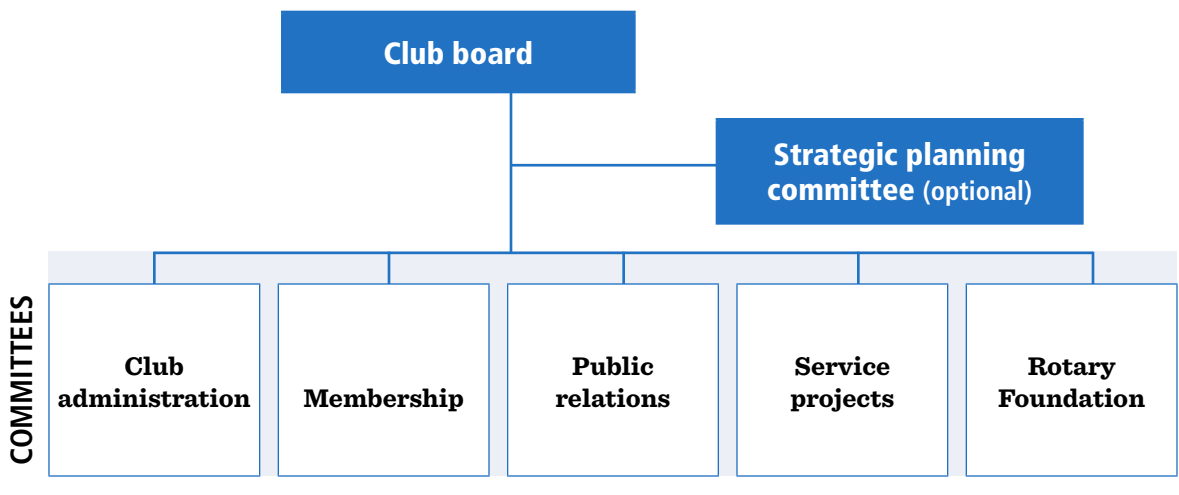 Club board
Strategic planning
committee (optional)
COMMITTEES
Club
administration
Membership
Public
relations
Service
projects
Rotary
Foundation